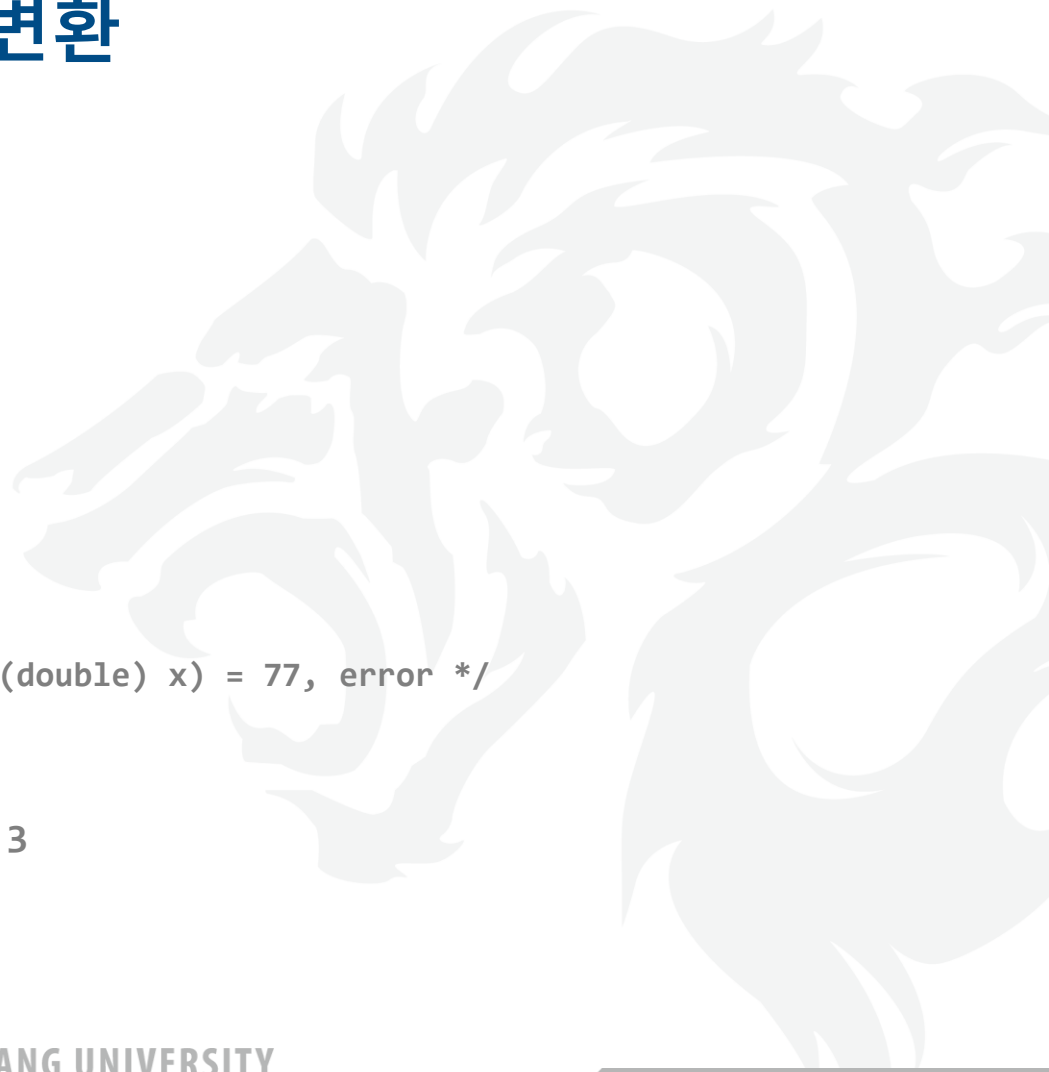 변환
(double) x) = 77, error */
3
ANG UNIVERSITY